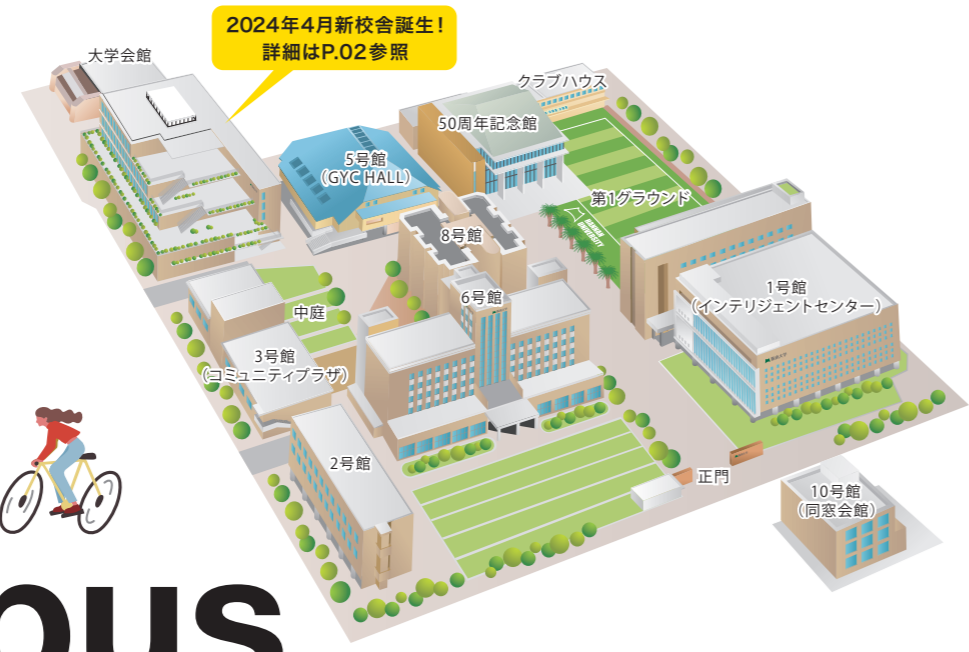 2024年4月新校舎誕生!
詳細はP.02参照
大学会館
クラブハウス
50周年記念館
5号館
(GYC HALL)
第1グラウンド
HANNAN
UNIVERSITY
8号館
1号館
(インテリジェントセンター)
6号館
中庭
3号館
(コミュニティプラザ)
2号館
正門
10号館
(同窓会館)
pus